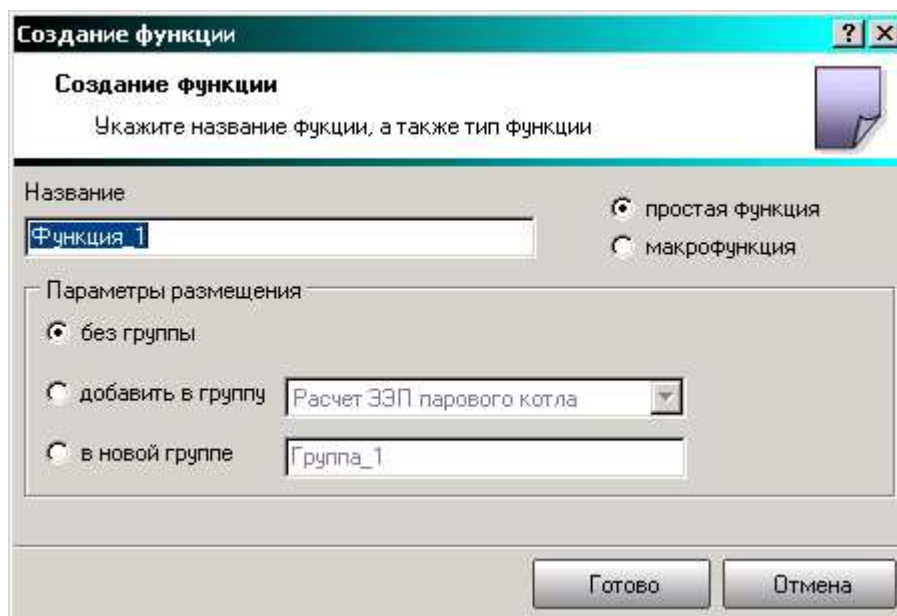 Создание функции
Создание функции
Укажите название фукции, а также тип функции
Название
Функция_1
простая функция
макрофункция
Параметры размещения
без группы
добавить в группу
Расчет ЗЭП парового котла
в новой группе
Группа_1
Готово
Отмена